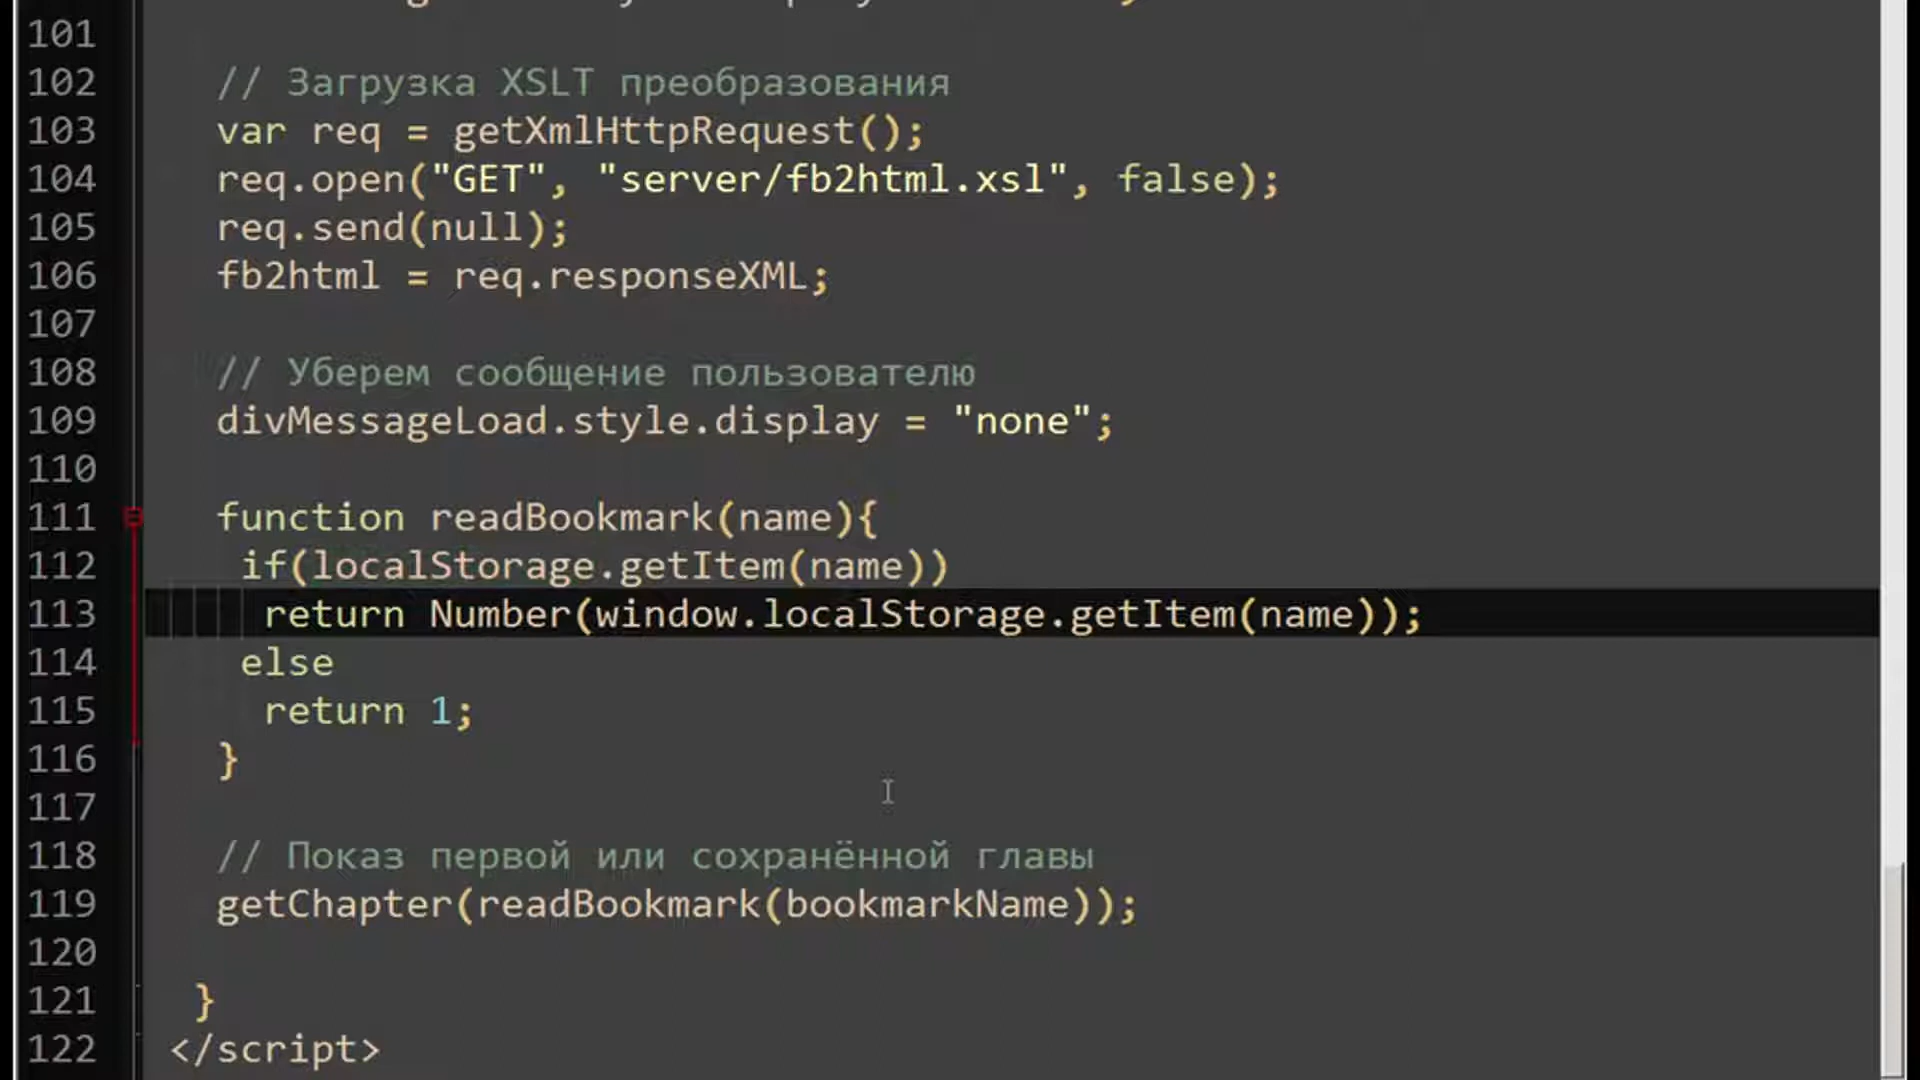 101
102 // Загрузка XSLT преобразования
103 var req = getXmlHttpRequest();
104 req.open("GET", "server/fb2html.xsl", false);
105 req.send(null);
106 fb2html = req.responseXML;
107
108 // Уберем сообщение пользователю
109 divMessageLoad.style.display = "none";
110
111 function readBookmark(name){
112 if(localStorage.getItem(name))
113 return Number(window.localStorage.getItem(name));
114 else
115 return 1;
116 }
117
118 // Показ первой или сохранённой главы
119 getChapter(readBookmark(bookmarkName));
120
121 }
122 </script>